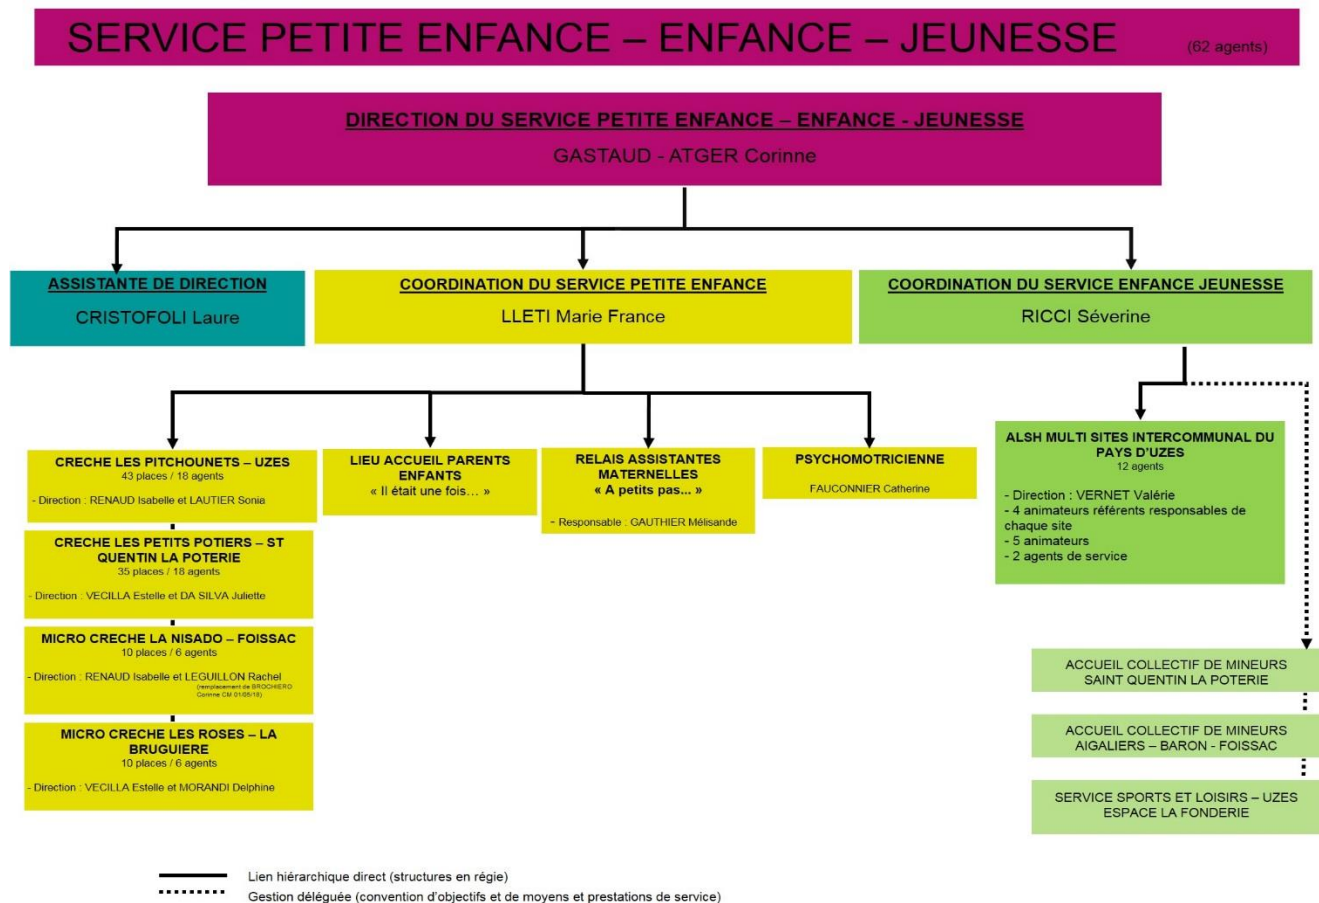 SERVICE PETITE ENFANCE – ENFANCE – JEUNESSE (62 agents)
DIRECTION DU SERVICE PETITE ENFANCE – ENFANCE - JEUNESSE
GASTAUD - ATGER Corinne
ASSISTANTE DE DIRECTION
CRISTOFOLI Laure
COORDINATION DU SERVICE PETITE ENFANCE
LLETI Marie France
COORDINATION DU SERVICE ENFANCE JEUNESSE
RICCI Séverine
CRECHE LES PITCHOUNETS – UZES
43 places / 18 agents
- Direction : RENAUD Isabelle et LAUTIER Sonia
CRECHE LES PETITS POTIERS – ST
QUENTIN LA POTERIE
35 places / 18 agents
- Direction : VECILLA Estelle et DA SILVA Juliette
MICRO CRECHE LA NISADO – FOISSAC
10 places / 6 agents
- Direction : RENAUD Isabelle et LEGUILLON Rachel
(remplacement de BROCHIERO
Corinne CM 01/05/18)
MICRO CRECHE LES ROSES – LA
BRUGUIERE
10 places / 6 agents
- Direction : VECILLA Estelle et MORANDI Delphine
LIEU ACCUEIL PARENTS
ENFANTS
« Il était une fois… »
RELAIS ASSISTANTES
MATERNELLES
« A petits pas... »
- Responsable : GAUTHIER Mélisande
PSYCHOMOTRICIENNE
FAUCONNIER Catherine
ALSH MULTI SITES INTERCOMMUNAL DU
PAYS D'UZES
12 agents
- Direction : VERNET Valérie
- 4 animateurs référents responsables de
chaque site
- 5 animateurs
- 2 agents de service
ACCUEIL COLLECTIF DE MINEURS
SAINT QUENTIN LA POTERIE
ACCUEIL COLLECTIF DE MINEURS
AIGALIERS – BARON - FOISSAC
SERVICE SPORTS ET LOISIRS – UZES
ESPACE LA FONDERIE
Lien hiérarchique direct (structures en régie)
Gestion déléguée (convention d'objectifs et de moyens et prestations de service)